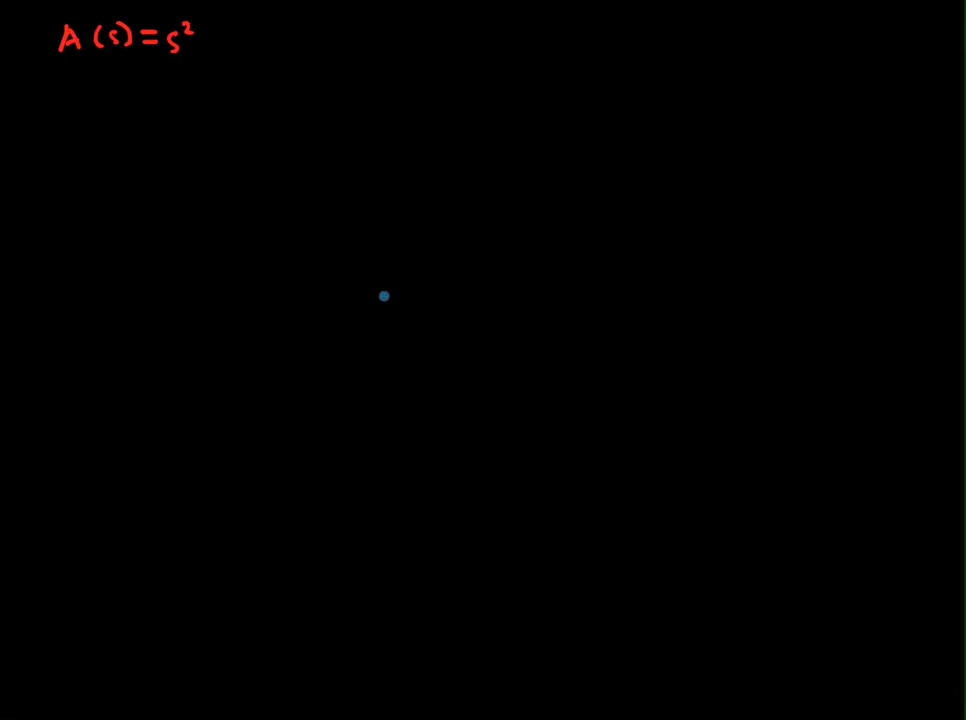 A (s) = s²